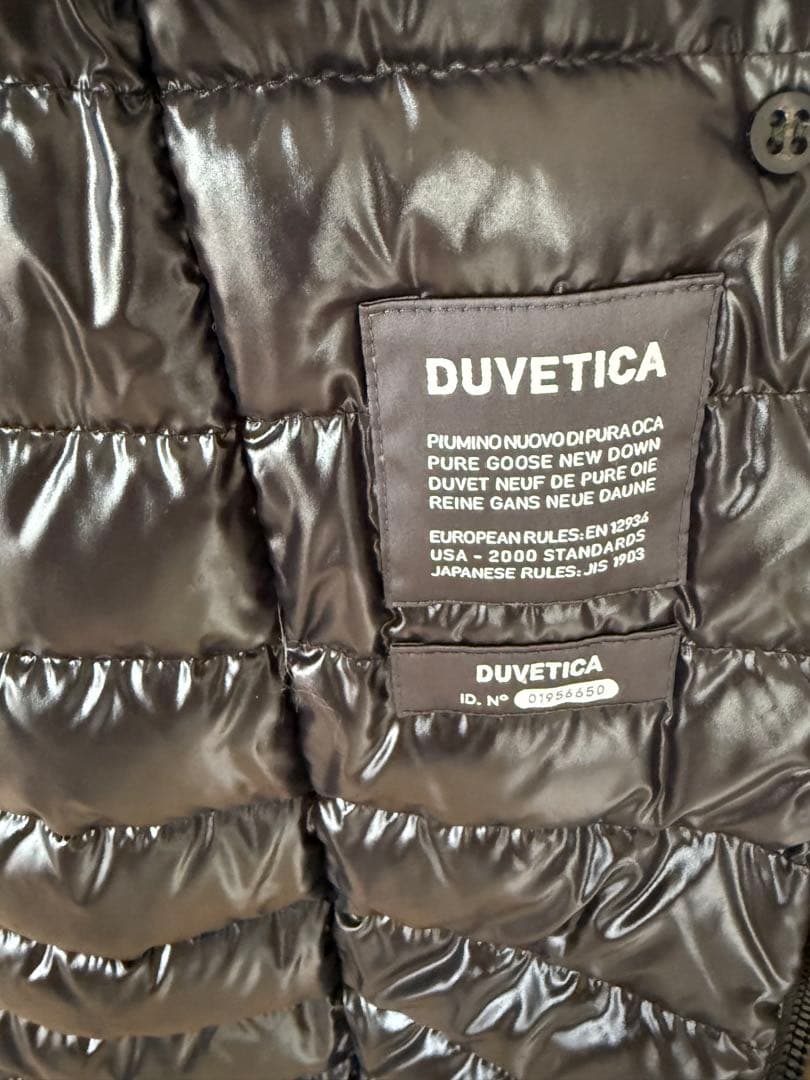 DUVETICA
PIUMINO NUOVO DI PURA OCA
PURE GOOSE NEW DOWN
DUVET NEUF DE PURE OIE
REINE GANS NEUE DAUNE
EUROPEAN RULES: EN 12934
USA - 2000 STANDARDS
JAPANESE RULES: JIS 1903
DUVETICA
ID. Nº 01956650